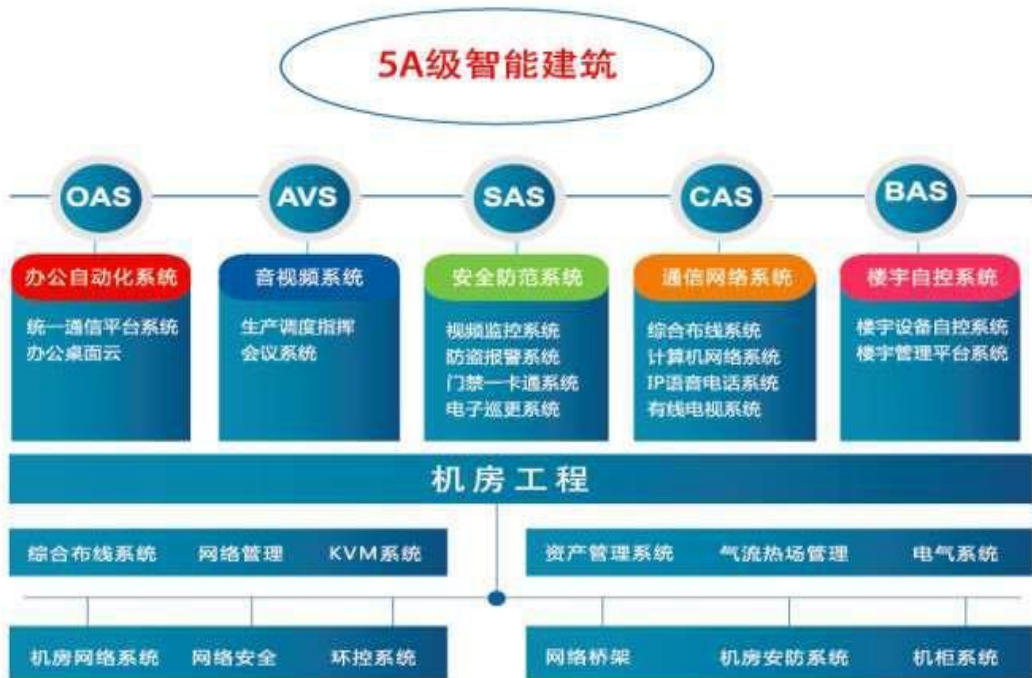 5A级智能建筑
OAS
AVS
SAS
CAS
BAS
办公自动化系统
音视频系统
安全防范系统
通信网络系统
楼宇自控系统
统一通信平台系统
办公桌面云
生产调度指挥
会议系统
视频监控系统
防盗报警系统
门禁一卡通系统
电子巡更系统
综合布线系统
计算机网络系统
IP语音电话系统
有线电视系统
楼宇设备自控系统
楼宇管理平台系统
机房工程
综合布线系统
网络管理
KVM系统
资产管理系统
气流热场管理
电气系统
机房网络系统
网络安全
环控系统
网络桥架
机房安防系统
机柜系统